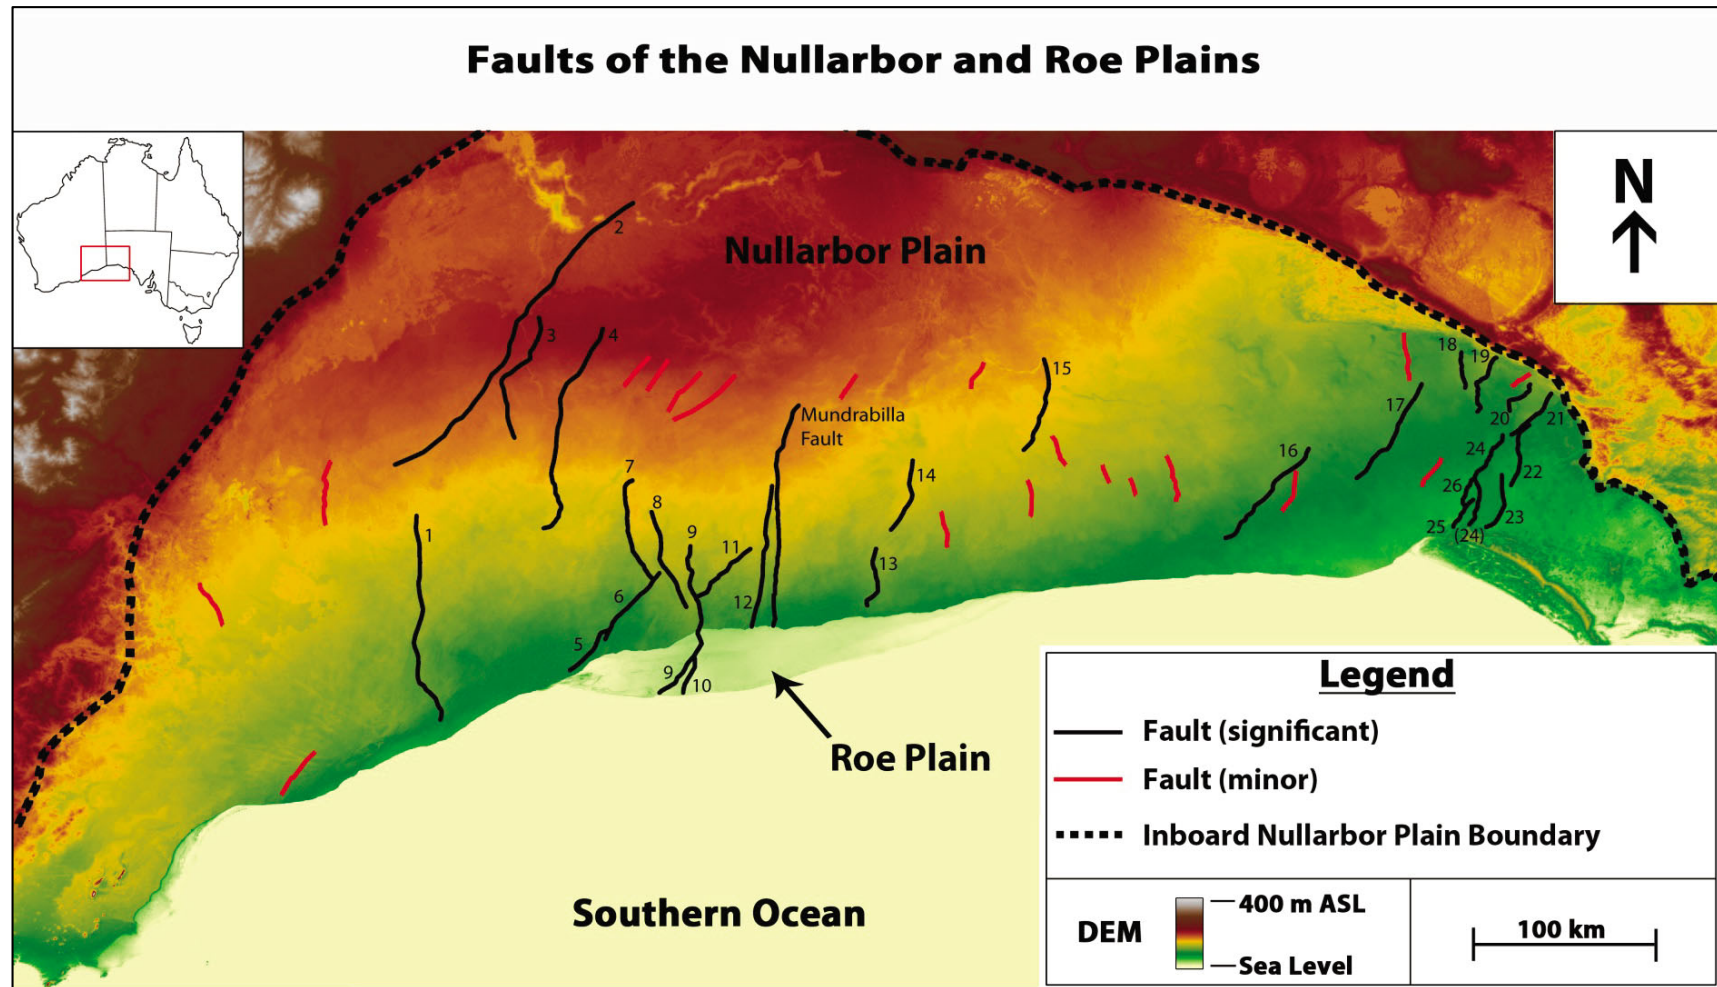 Faults of the Nullarbor and Roe Plains
N
2
Nullarbor Plain
3
4
15
18
19
17
20
21
Mundrabilla
Fault
7
8
14
16
24
22
26
1
9
11
25
(24)
23
13
6
12
5
9
10
Roe Plain
Southern Ocean
Legend
Fault (significant)
Fault (minor)
Inboard Nullarbor Plain Boundary
DEM
400 m ASL
Sea Level
100 km